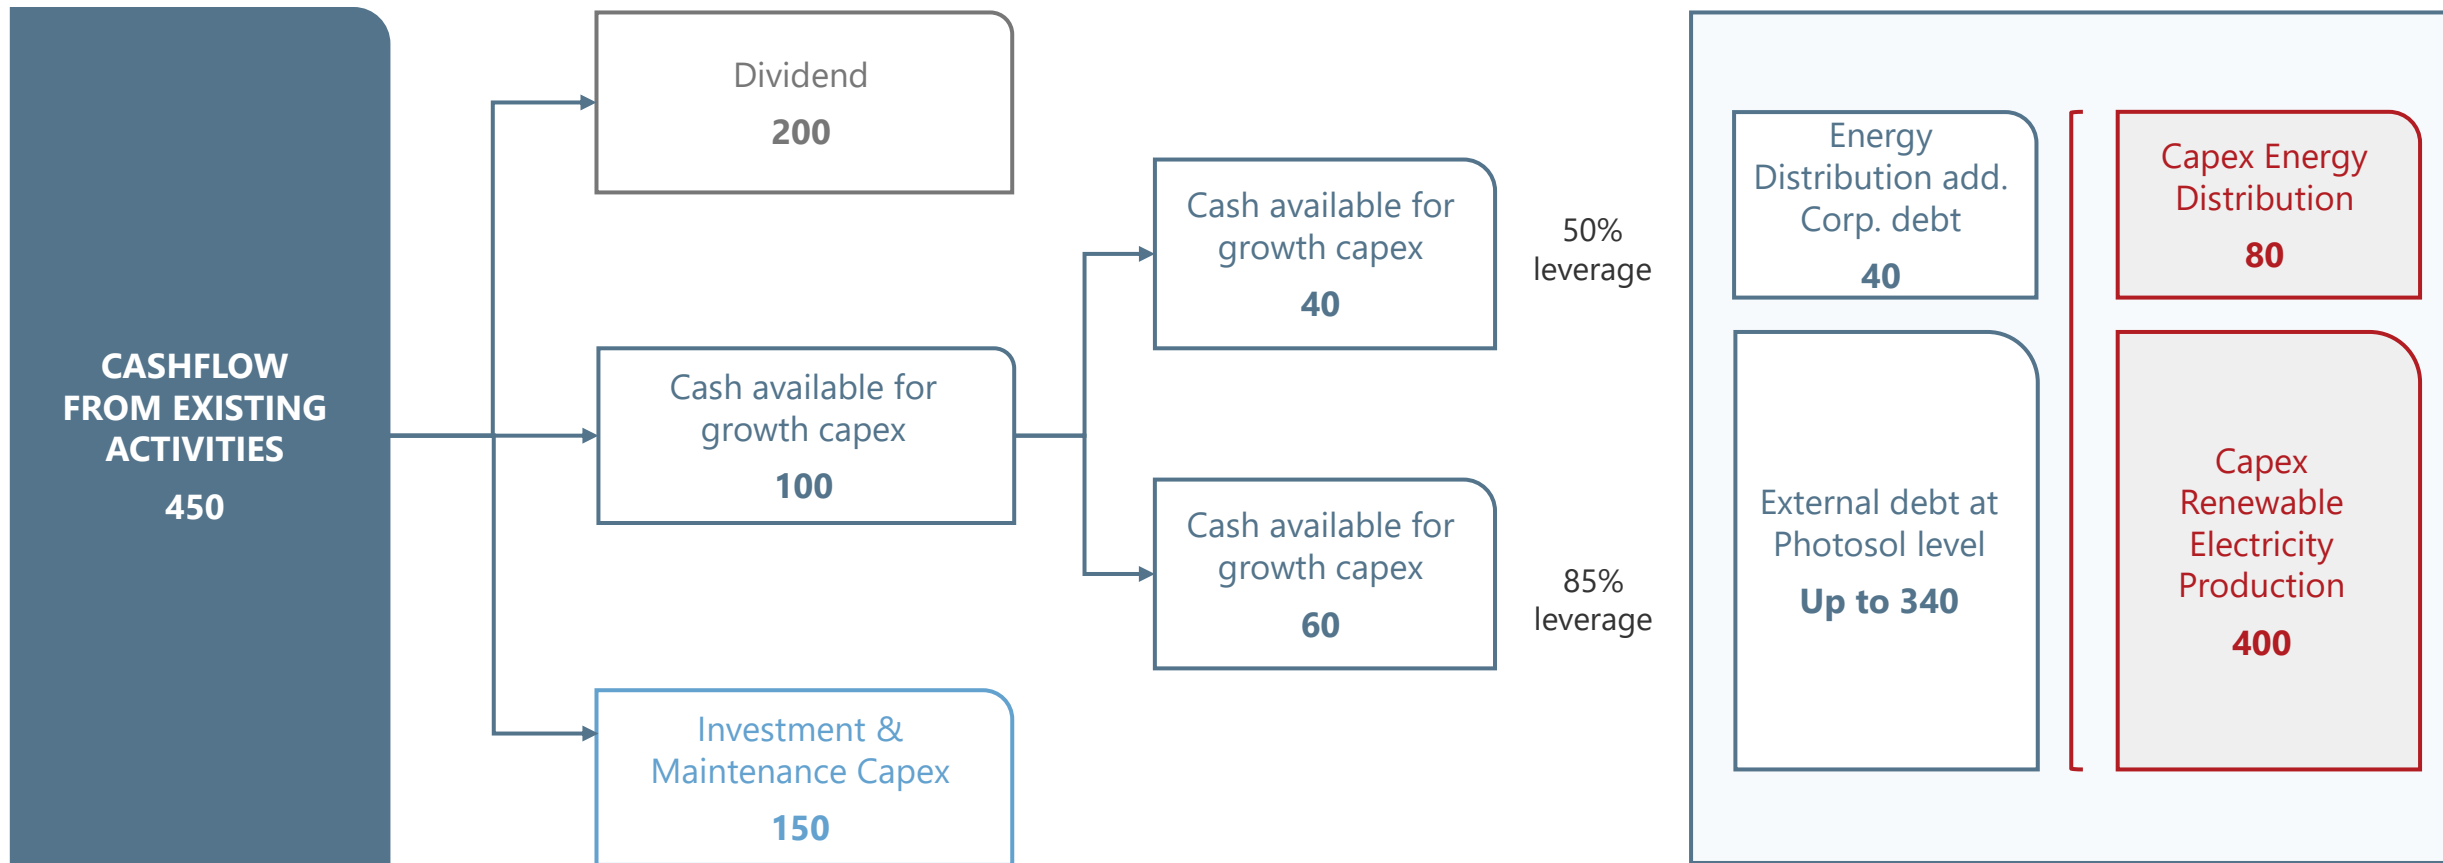 CASHFLOW
FROM EXISTING
ACTIVITIES
450
Dividend
200
Cash available for
growth capex
100
Investment &
Maintenance Capex
150
Cash available for
growth capex
40
Cash available for
growth capex
60
50%
leverage
85%
leverage
Energy
Distribution add.
Corp. debt
40
External debt at
Photosol level
Up to 340
Capex Energy
Distribution
80
Capex
Renewable
Electricity
Production
400